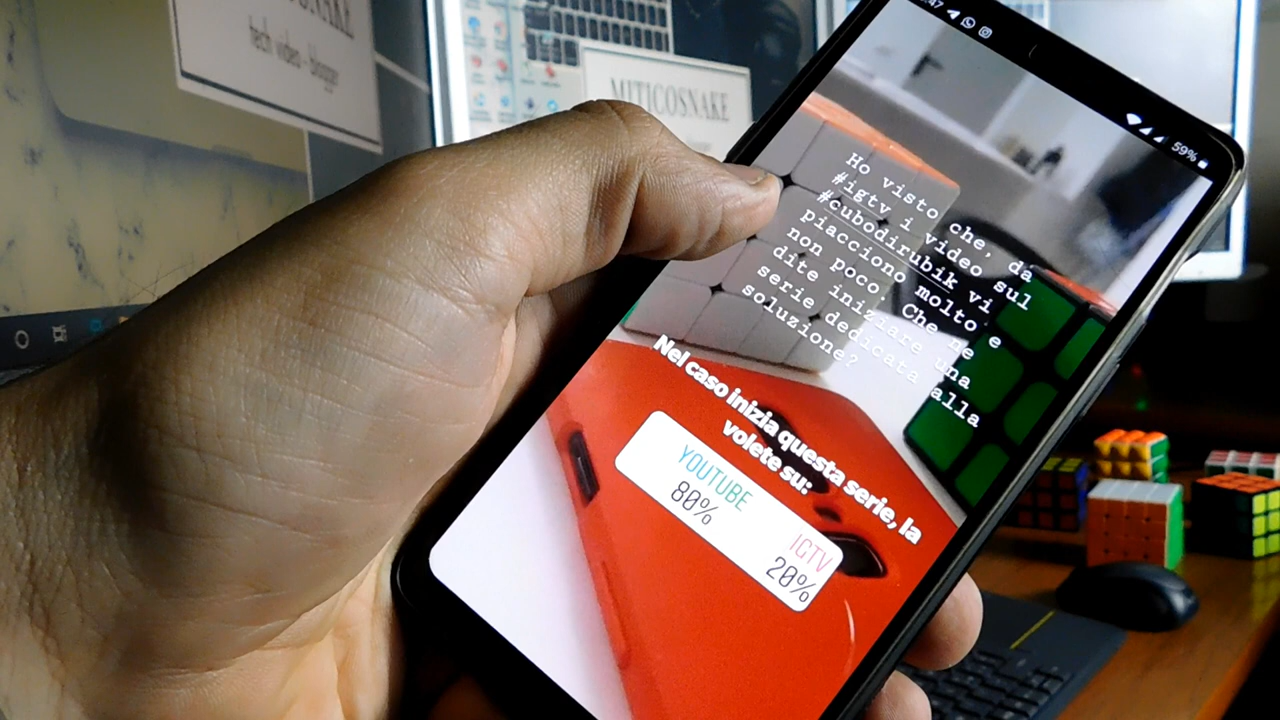 MITICOSNAKE
tech video - blogger
MITICOSNAKE
:47
59%
Ho visto che, da
#igtv i video sul
#cubodirubik vi
piacciono molto e
non poco. Che ne
dite iniziare una
serie dedicata alla
soluzione?
Nel caso inizia questa serie, la
volete su:
YOUTUBE
80%
IGTV
20%